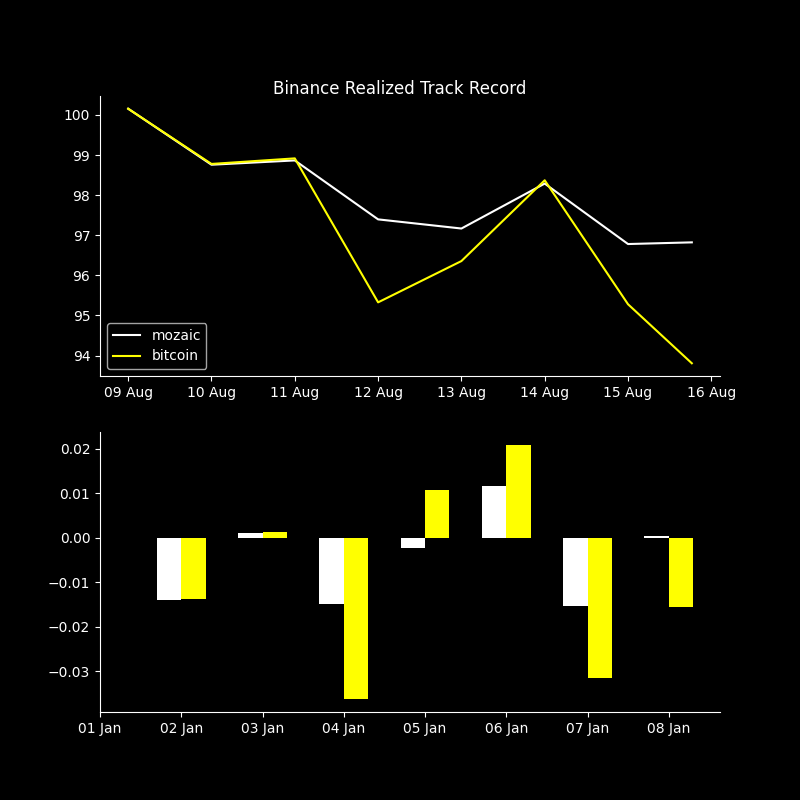 Binance Realized Track Record
100
99
98
97
96
95
94
mozaic
bitcoin
09 Aug 10 Aug 11 Aug 12 Aug 13 Aug 14 Aug 15 Aug 16 Aug
0.02
0.01
0.00
−0.01
−0.02
−0.03
01 Jan 02 Jan 03 Jan 04 Jan 05 Jan 06 Jan 07 Jan 08 Jan